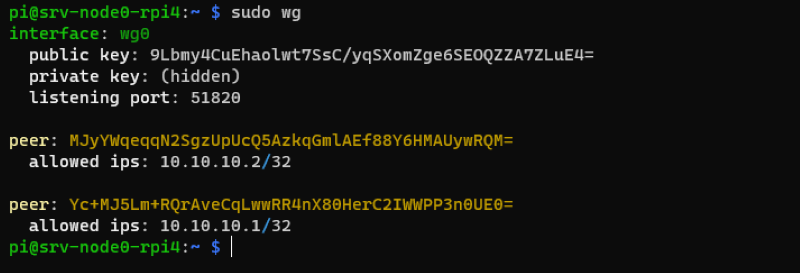 pi@srv-node0-rpi4:~ $ sudo wg
interface: wg0
public key: 9Lbmy4CuEhaolwt7SsC/yqSXomZge6SEOQZZA7ZLuE4=
private key: (hidden)
listening port: 51820
peer: MJyYWqeqqN2SgzUpUcQ5AzkqGmlAEf88Y6HMAUywRQM=
allowed ips: 10.10.10.2/32
peer: Yc+MJ5Lm+RQrAveCqLwwRR4nX80HerC2IWWPP3n0UE0=
allowed ips: 10.10.10.1/32
pi@srv-node0-rpi4:~ $